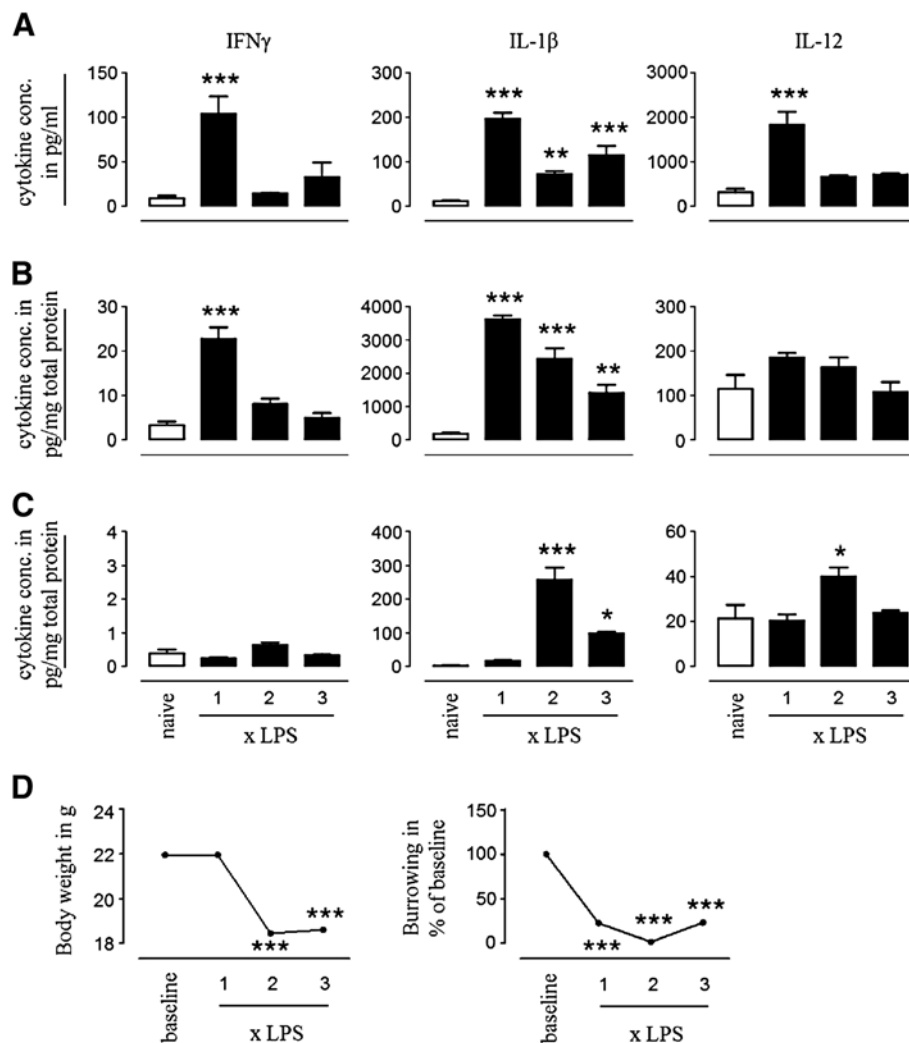 A
IFNγ
IL-1β
IL-12
cytokine conc.
in pg/ml
150
100
50
0
***
300
200
100
0
***
**
***
3000
2000
1000
0
***
B
cytokine conc. in
pg/mg total protein
30
20
10
0
***
4000
3000
2000
1000
0
***
***
**
300
200
100
0
C
cytokine conc. in
pg/mg total protein
4
3
2
1
0
naive
1 2 3
x LPS
400
300
200
100
0
***
*
naive
1 2 3
x LPS
60
40
20
0
*
naive
1 2 3
x LPS
D
Body weight in g
24
22
20
18
***
***
baseline
1 2 3
x LPS
Burrowing in
% of baseline
150
100
50
0
***
***
***
baseline
1 2 3
x LPS